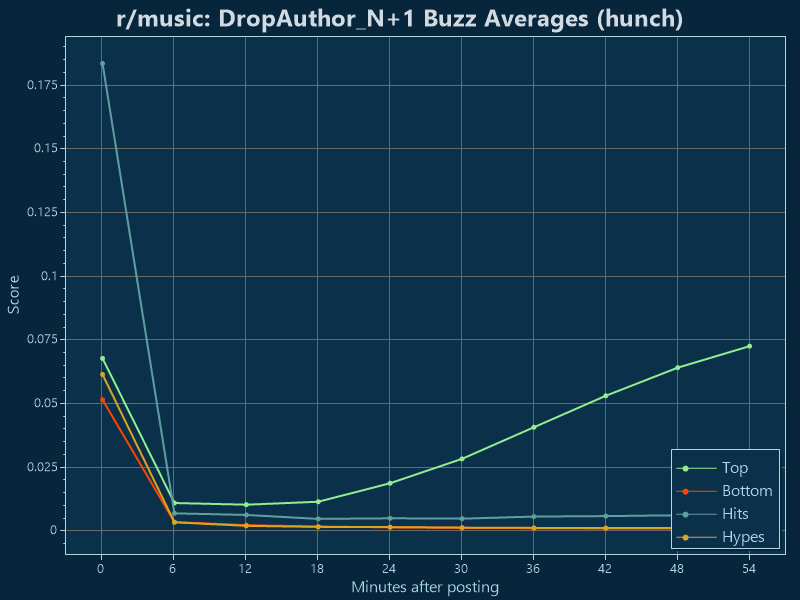 r/music: DropAuthor_N+1 Buzz Averages (hunch)
Score
0.175
0.15
0.125
0.1
0.075
0.05
0.025
0
Top
Bottom
Hits
Hypes
0 6 12 18 24 30 36 42 48 54
Minutes after posting